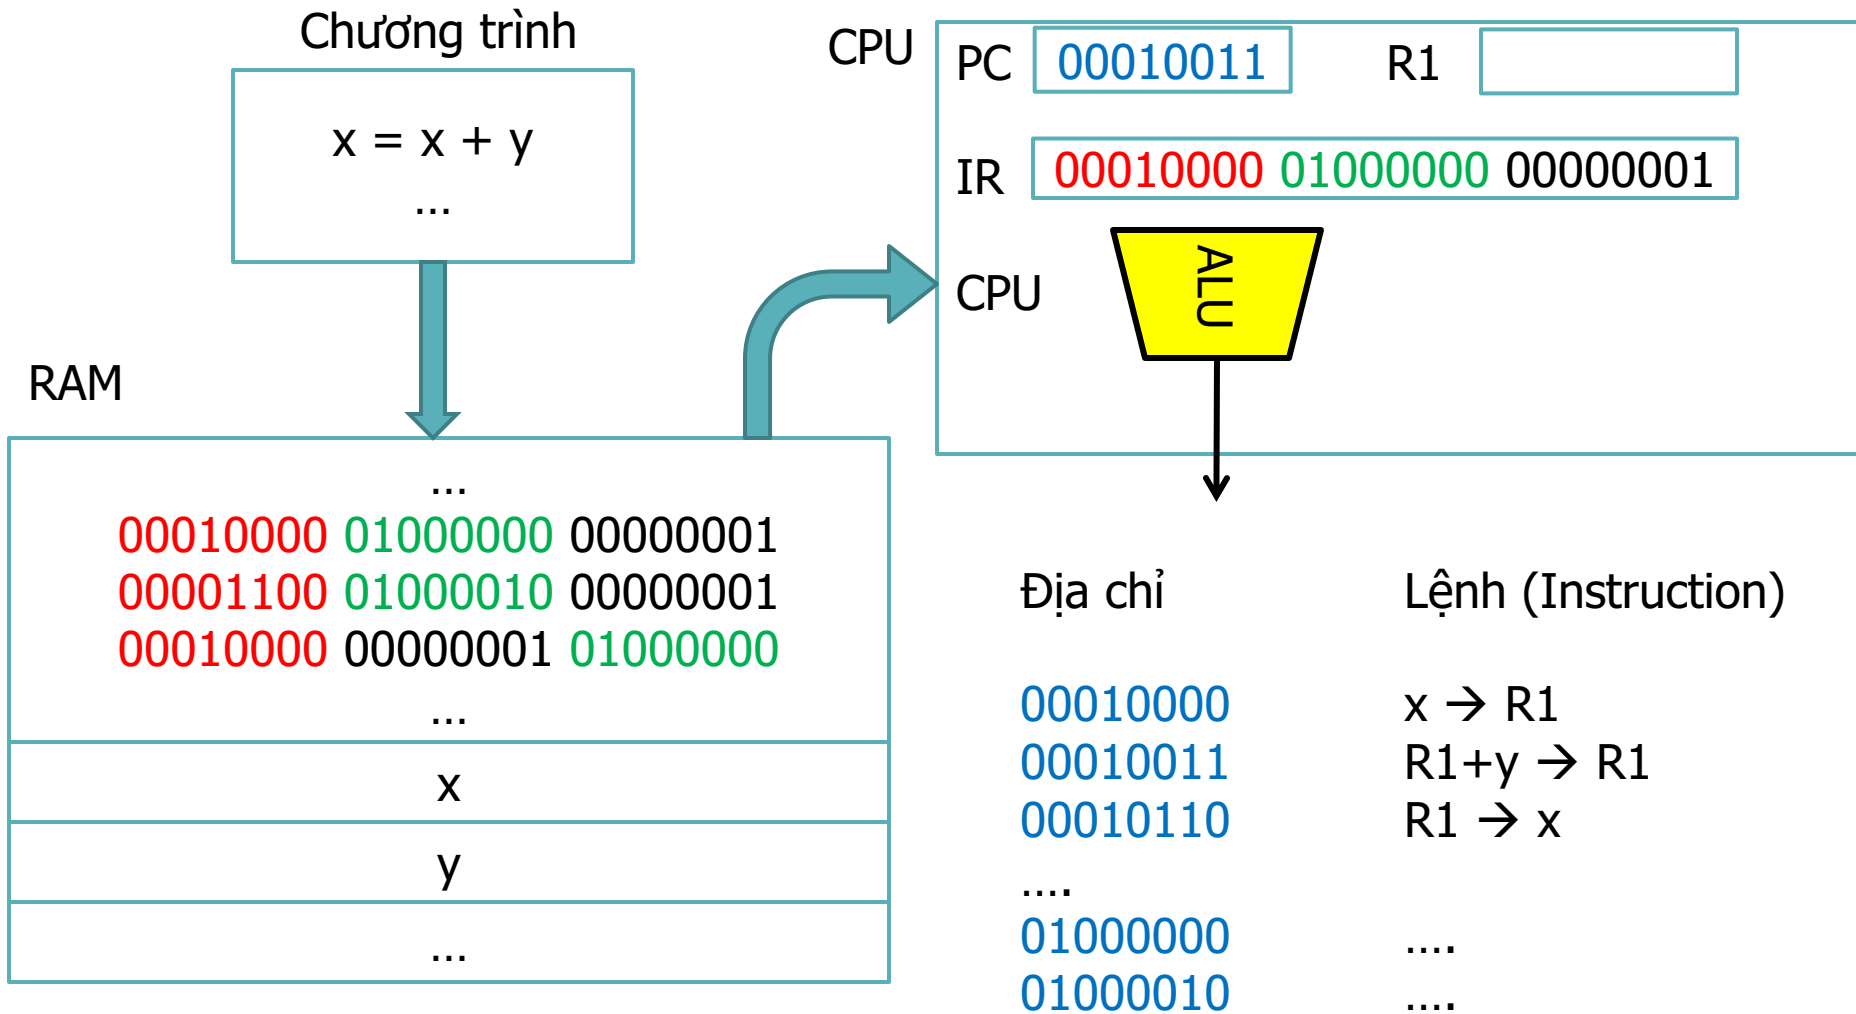 Chương trình
x = x + y
...
RAM
...
00010000 01000000 00000001
00001100 01000010 00000001
00010000 00000001 01000000
...
x
y
...
CPU
PC 00010011 R1
IR 00010000 01000000 00000001
CPU
ALU
Địa chỉ Lệnh (Instruction)
00010000 x → R1
00010011 R1+y → R1
00010110 R1 → x
....
01000000 ....
01000010 ....